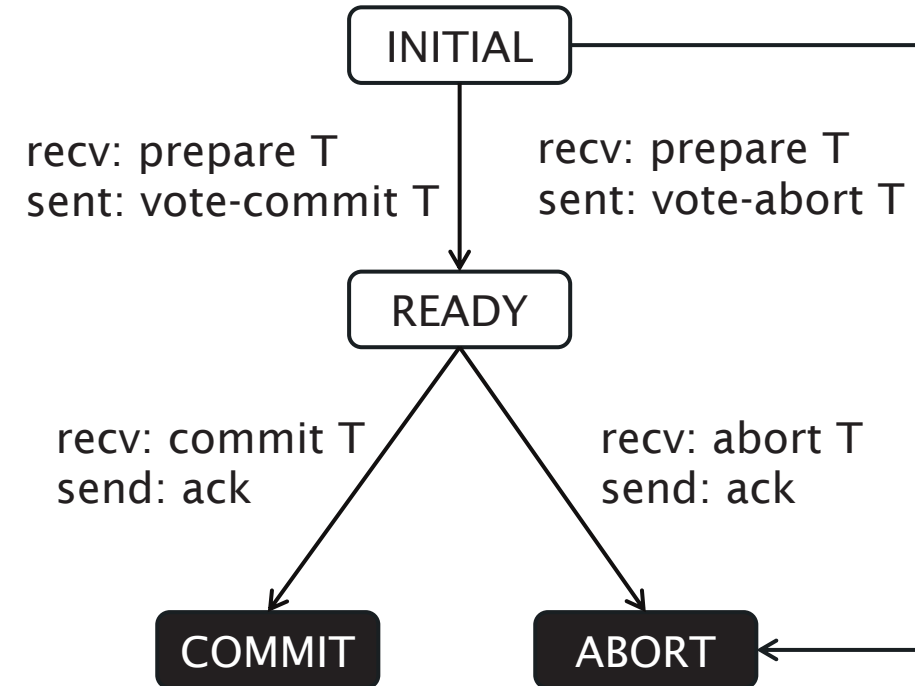 INITIAL
recv: prepare T
sent: vote-commit T
recv: prepare T
sent: vote-abort T
READY
recv: commit T
send: ack
recv: abort T
send: ack
COMMIT
ABORT